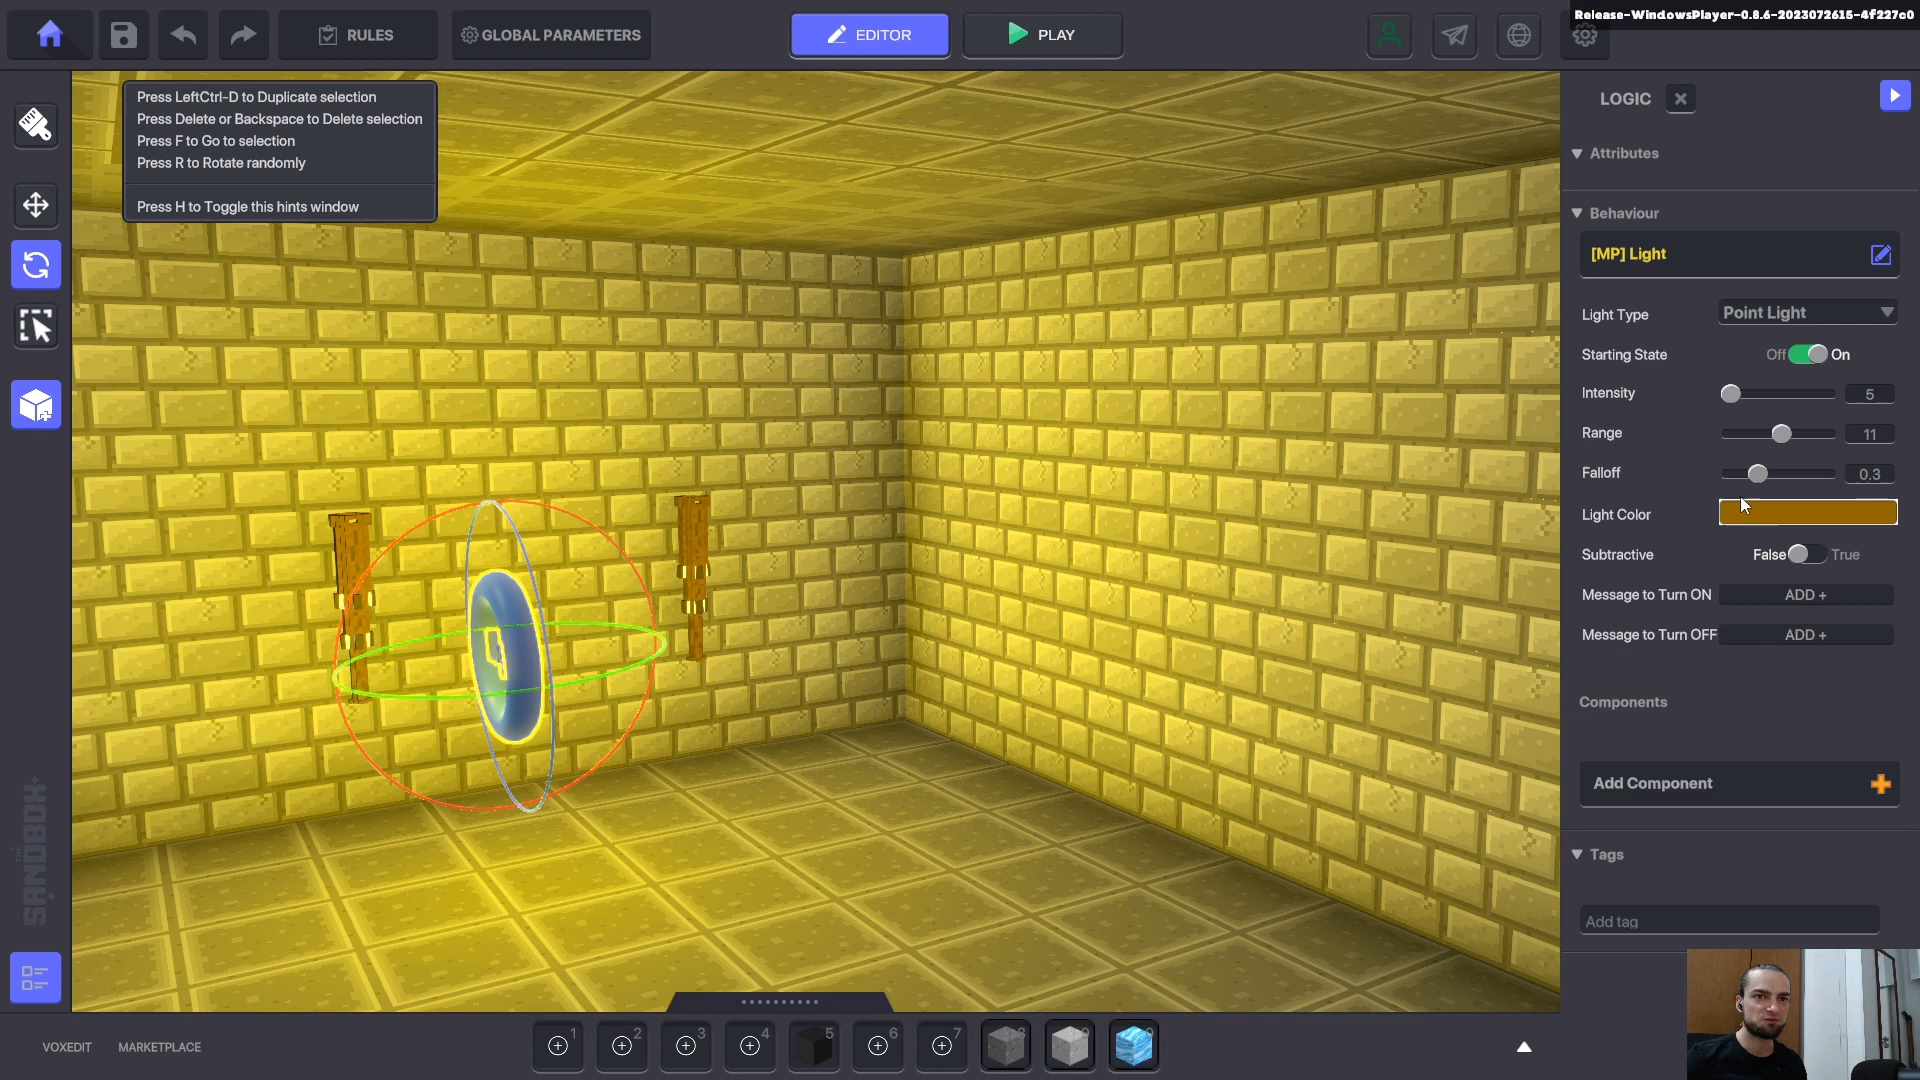 Release-WindowsPlayer-0.8.6-2023072615-4f227c0
RULES
GLOBAL PARAMETERS
EDITOR
PLAY
Press LeftCtrl-D to Duplicate selection
Press Delete or Backspace to Delete selection
Press F to Go to selection
Press R to Rotate randomly
Press H to Toggle this hints window
LOGIC
Attributes
Behaviour
[MP] Light
Light Type Point Light
Starting State Off On
Intensity 5
Range 11
Falloff 0.3
Light Color
Subtractive False True
Message to Turn ON ADD +
Message to Turn OFF ADD +
Components
Add Component
Tags
Add tag
THE SANDBOX
VOXEDIT
MARKETPLACE
1 2 3 4 5 6 7 8 9 0